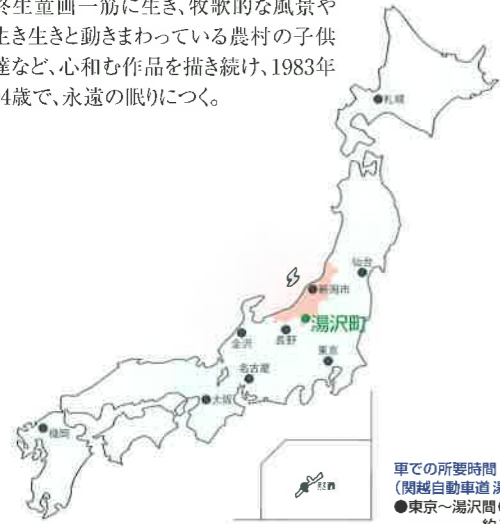 終生童画一筋に生き、牧歌的な風景や
生き生きと動きまわっている農村の子供
達など、心和む作品を描き続け、1983年
4歳で、永遠の眠りにつく。
●札幌
仙台
●新潟市
●湯沢町
金沢
長野
東京
名古屋
●大阪
福岡
車での所要時間
(関越自動車道
●東京～湯沢間